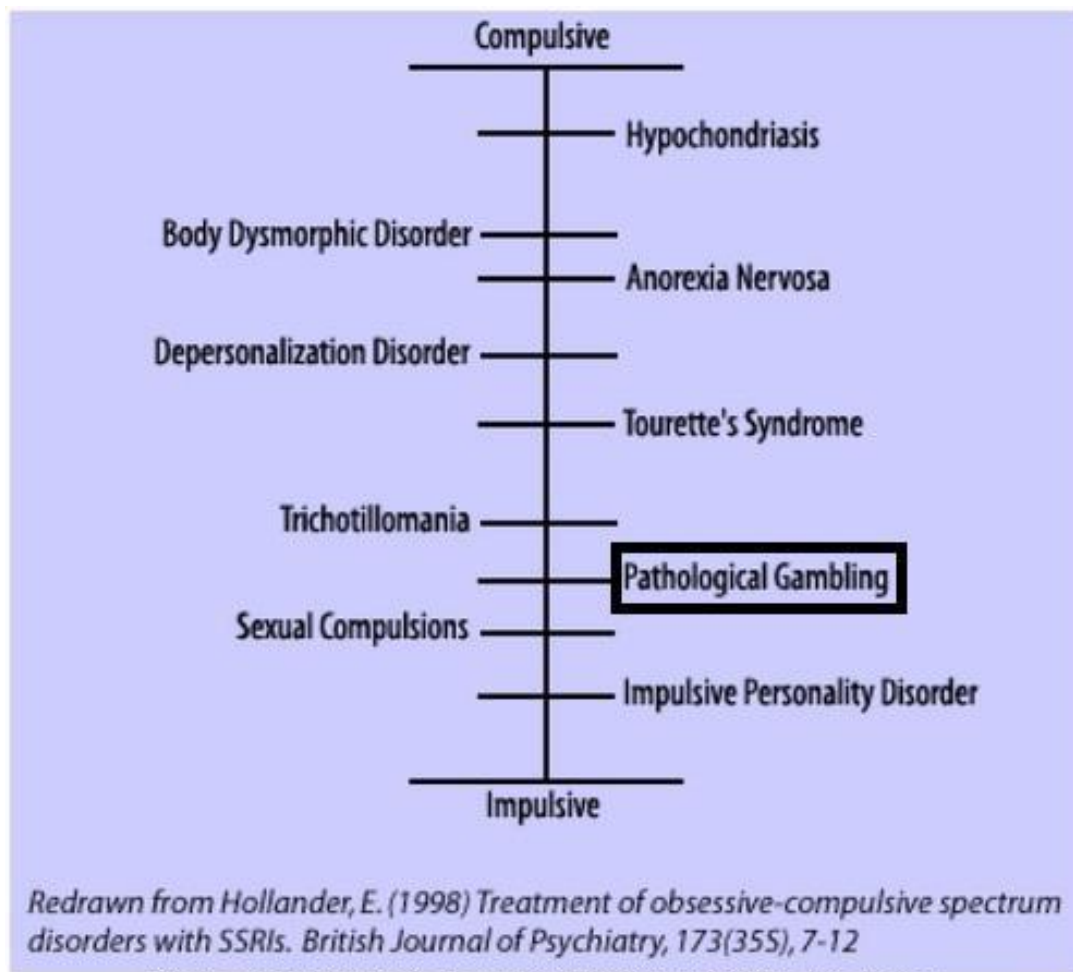 Compulsive
Hypochondriasis
Body Dysmorphic Disorder
Anorexia Nervosa
Depersonalization Disorder
Tourette's Syndrome
Trichotillomania
Pathological Gambling
Sexual Compulsions
Impulsive Personality Disorder
Impulsive
Redrawn from Hollander, E. (1998) Treatment of obsessive-compulsive spectrum
disorders with SSRIs. British Journal of Psychiatry, 173(35S), 7-12